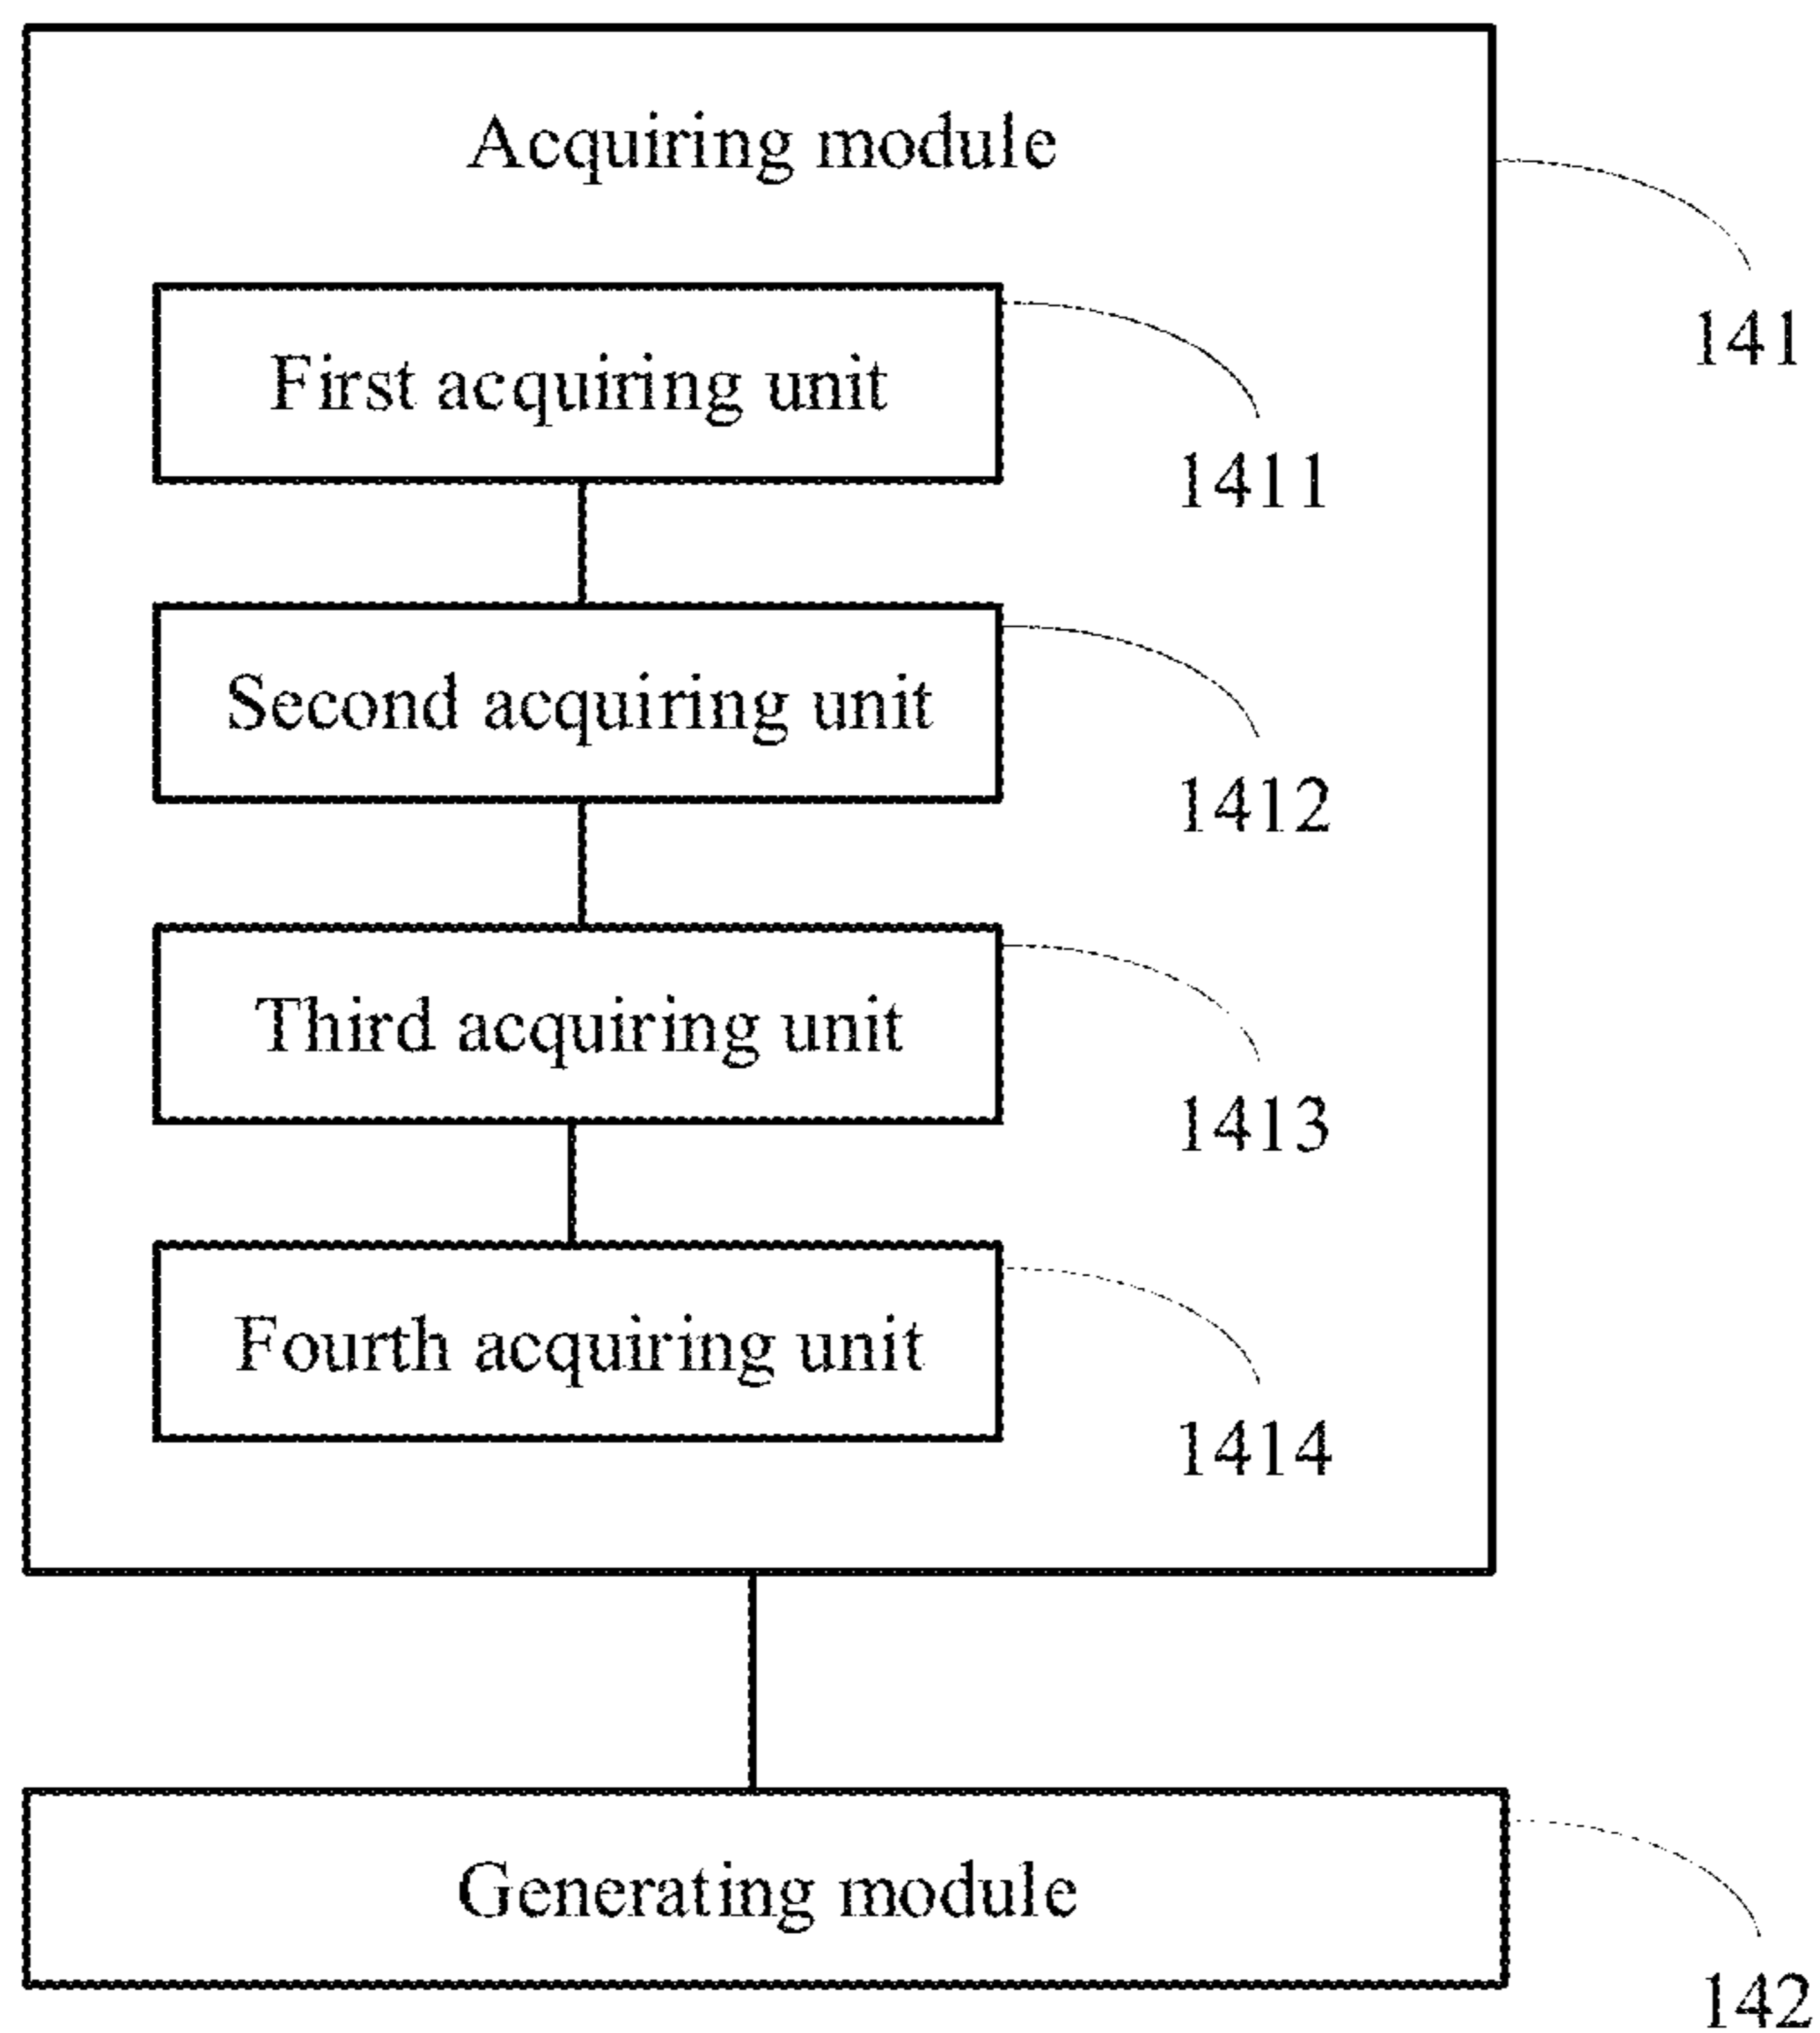 Acquiring module
141
First acquiring unit
1411
Second acquiring unit
1412
Third acquiring unit
1413
Fourth acquiring unit
1414
Generating module
142